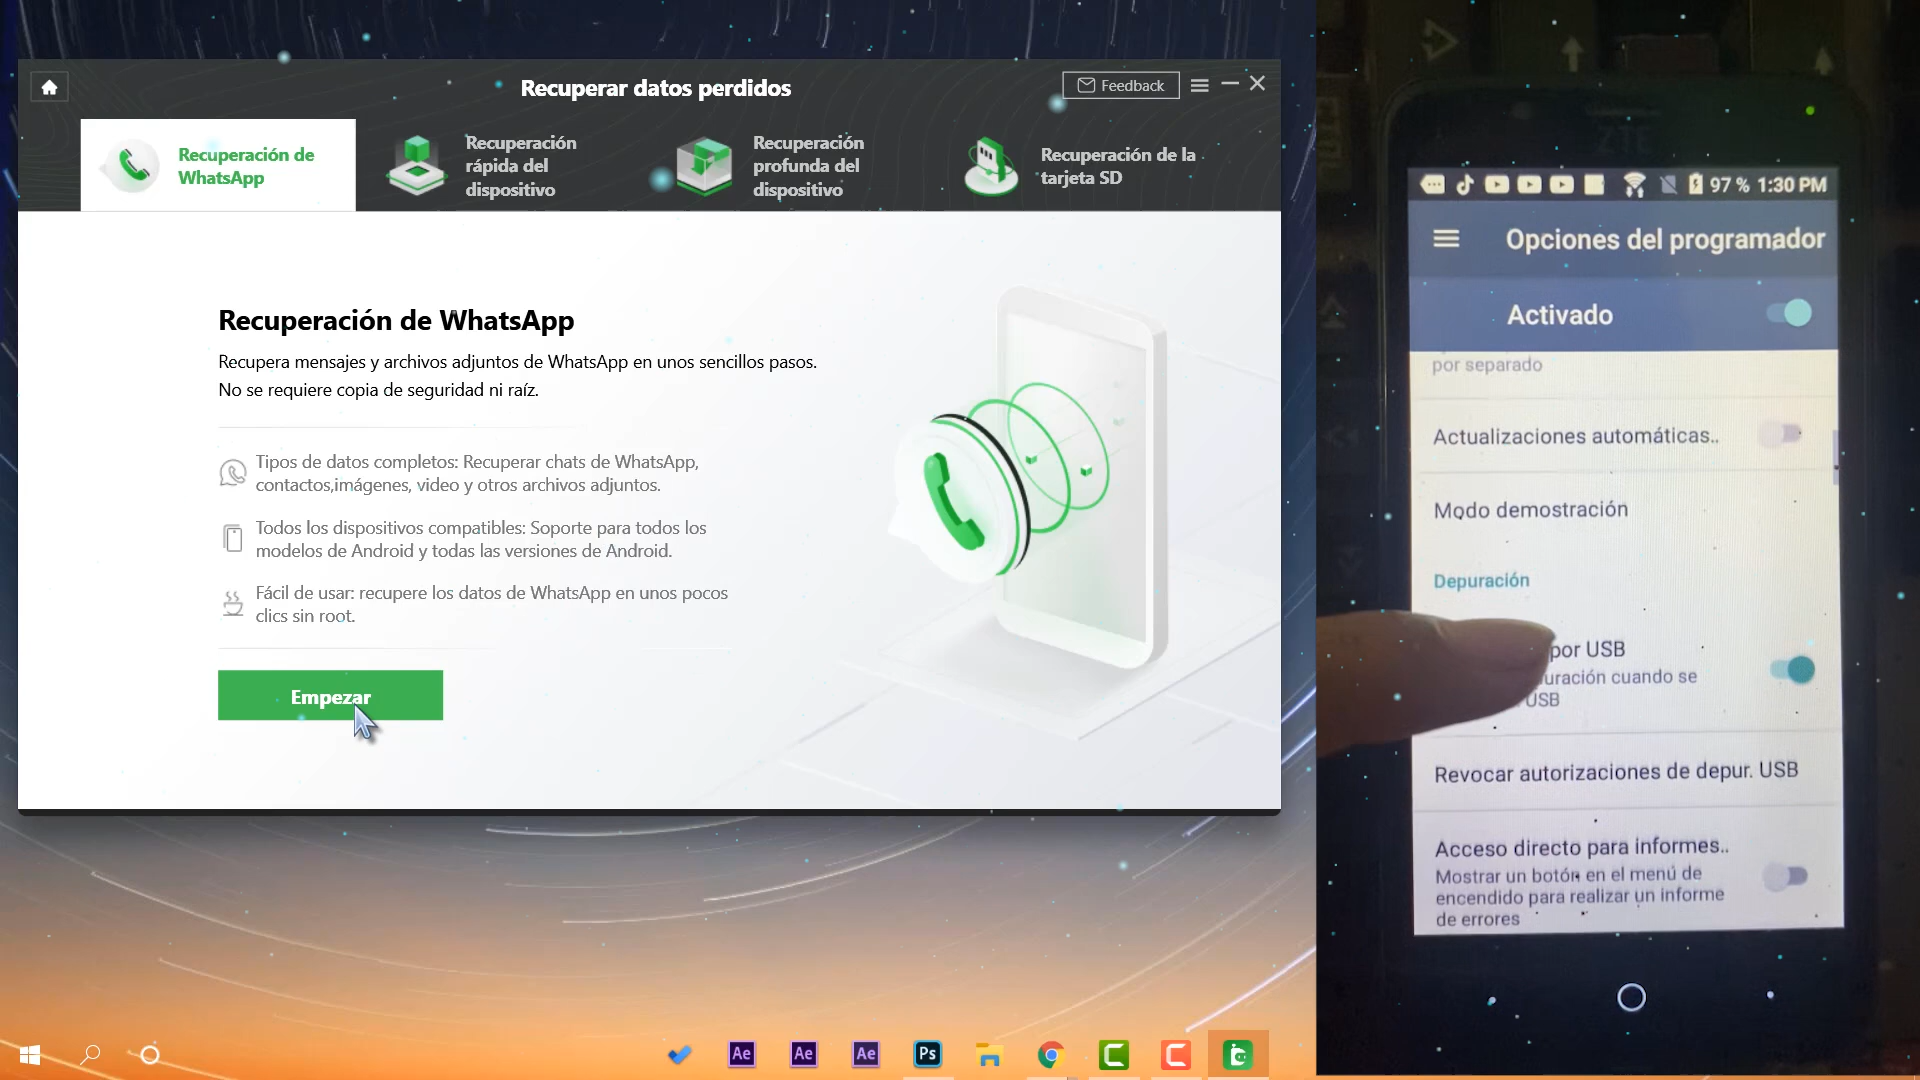 Recuperar datos perdidos
Feedback
Recuperación de
WhatsApp
Recuperación
rápida del
dispositivo
Recuperación
profunda del
dispositivo
Recuperación de la
tarjeta SD
Recuperación de WhatsApp
Recupera mensajes y archivos adjuntos de WhatsApp en unos sencillos pasos.
No se requiere copia de seguridad ni raíz.
Tipos de datos completos: Recuperar chats de WhatsApp,
contactos,imágenes, video y otros archivos adjuntos.
Todos los dispositivos compatibles: Soporte para todos los
modelos de Android y todas las versiones de Android.
Fácil de usar: recupere los datos de WhatsApp en unos pocos
clics sin root.
Empezar
Ae
Ae
Ae
Ps
ZTE
97 % 1:30 PM
Opciones del programador
Activado
por separado
Actualizaciones automáticas..
Modo demostración
Depuración
por USB
cuando se
USB
Revocar autorizaciones de depur. USB
Acceso directo para informes..
Mostrar un botón en el menú de
encendido para realizar un informe
de errores